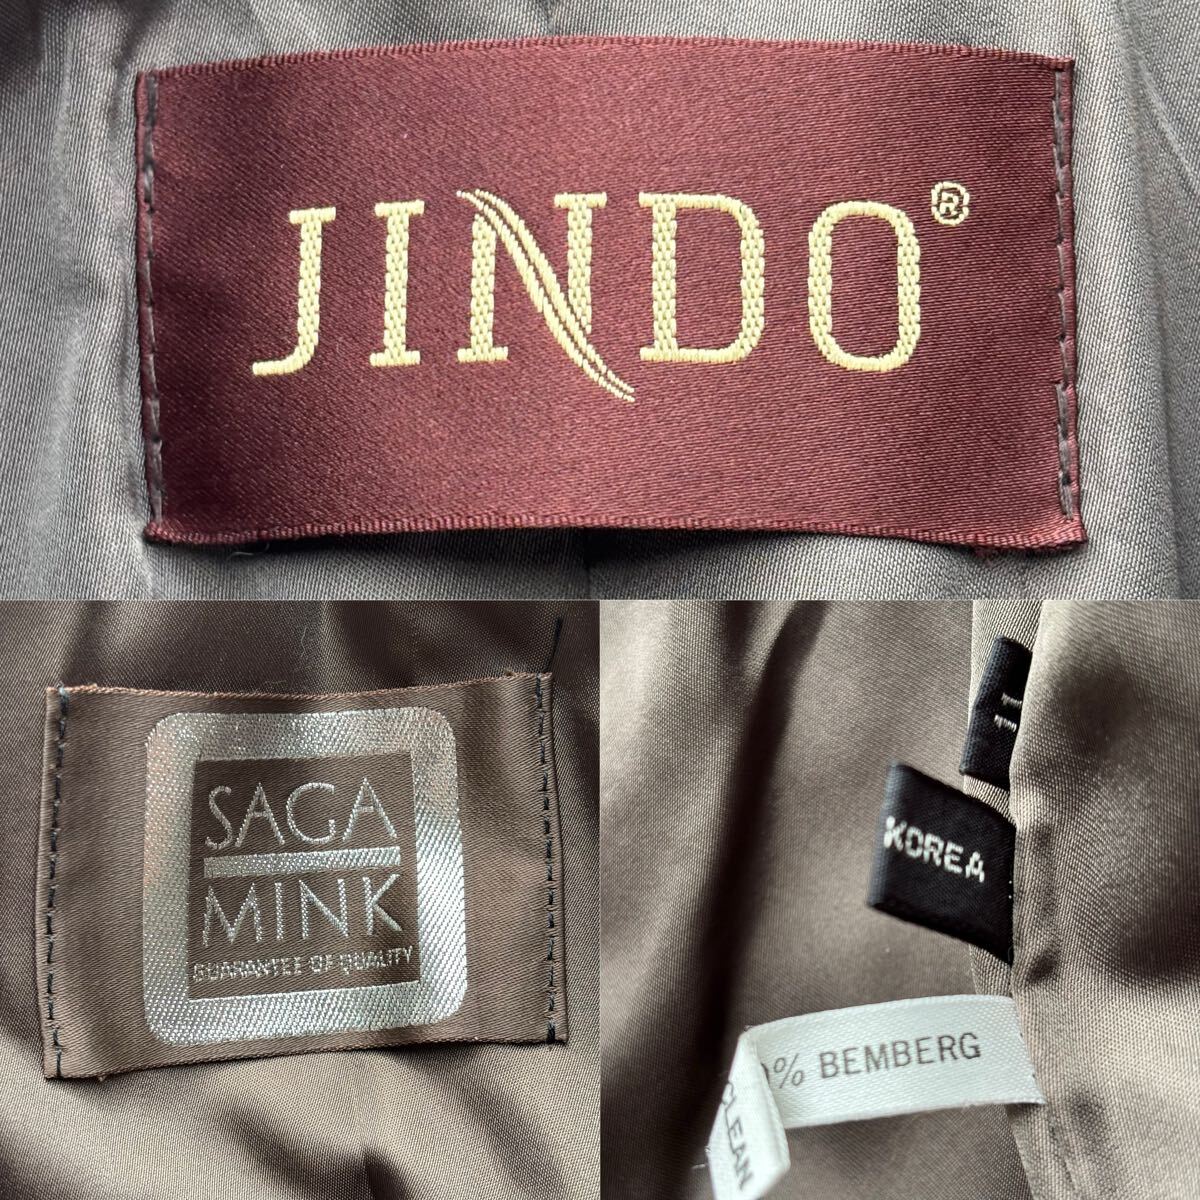 JINDO®
SAGA
MINK
GUARANTEE OF QUALITY
KOREA
% BEMBERG
CLEAN